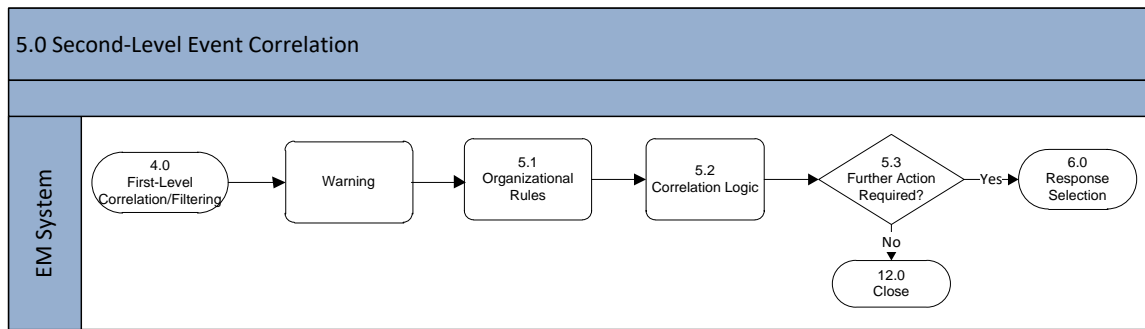 5.0 Second-Level Event Correlation
EM System
4.0
First-Level
Correlation/Filtering
Warning
5.1
Organizational
Rules
5.2
Correlation Logic
5.3
Further Action
Required?
Yes
6.0
Response
Selection
No
12.0
Close